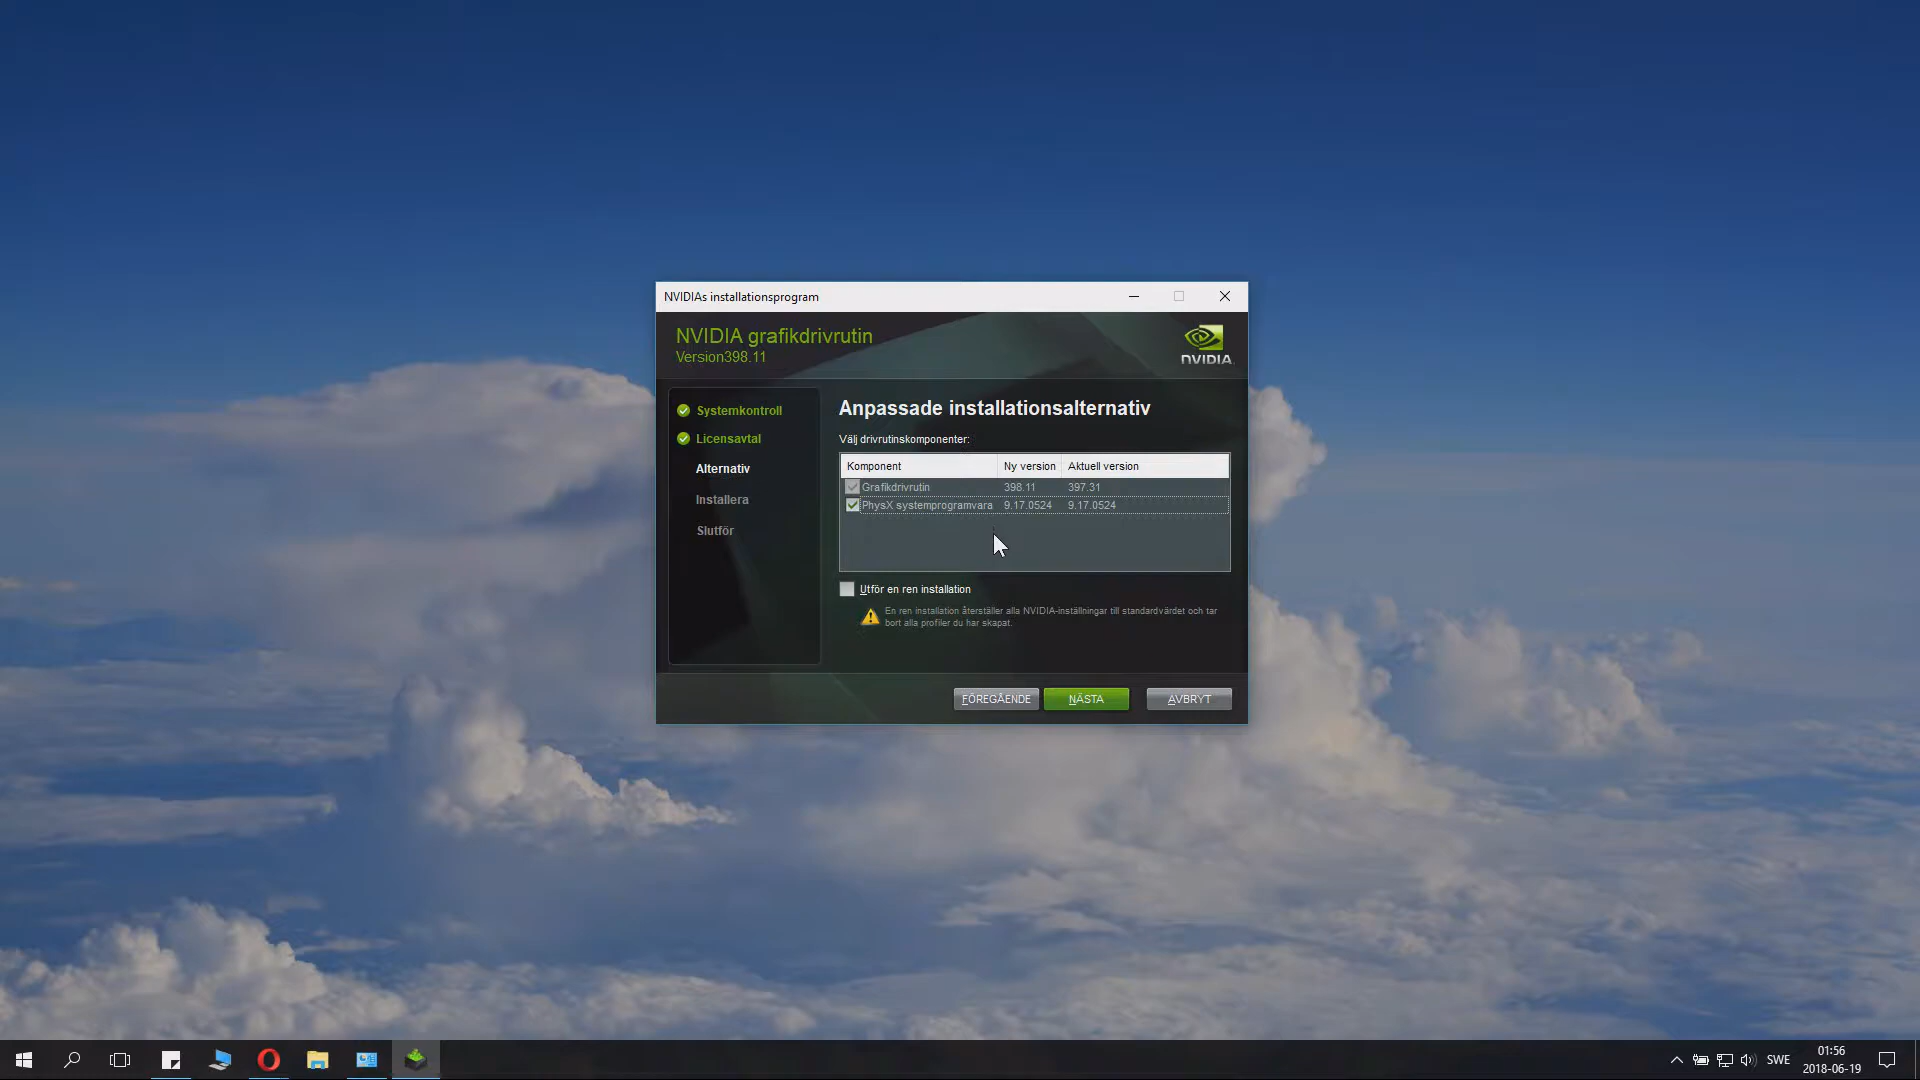 NVIDIAs installationsprogram
NVIDIA grafikdrivrutin
Version398.11
NVIDIA.
Systemkontroll
Licensavtal
Alternativ
Installera
Slutför
Anpassade installationsalternativ
Välj drivrutinskomponenter:
Komponent Ny version Aktuell version
Grafikdrivrutin 398.11 397.31
PhysX systemprogramvara 9.17.0524 9.17.0524
Utför en ren installation
En ren installation återställer alla NVIDIA-inställningar till standardvärdet och tar
bort alla profiler du har skapat.
FÖREGÅENDE NÄSTA AVBRYT
SWE
01:56
2018-06-19